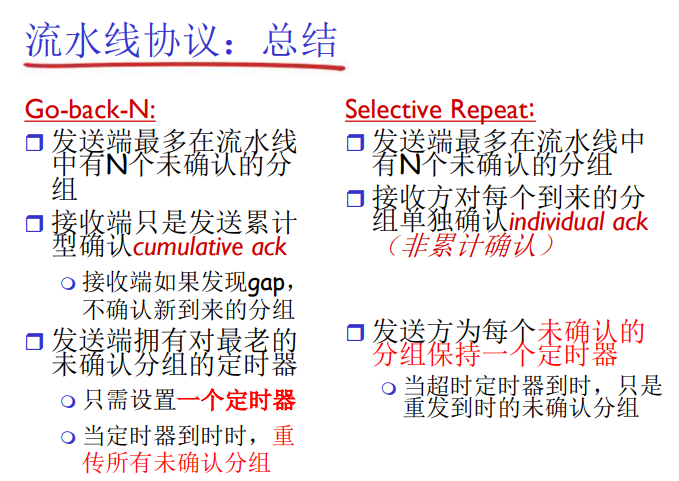 流水线协议：总结
Go-back-N:
发送端最多在流水线
中有N个未确认的分
组
接收端只是发送累计
型确认cumulative ack
接收端如果发现gap，
不确认新到来的分组
发送端拥有对最老的
未确认分组的定时器
只需设置一个定时器
当定时器到时时，重
传所有未确认分组
Selective Repeat:
发送端最多在流水线中
有N个未确认的分组
接收方对每个到来的分
组单独确认individual ack
（非累计确认）
发送方为每个未确认的
分组保持一个定时器
当超时定时器到时，只是
重发到时的未确认分组